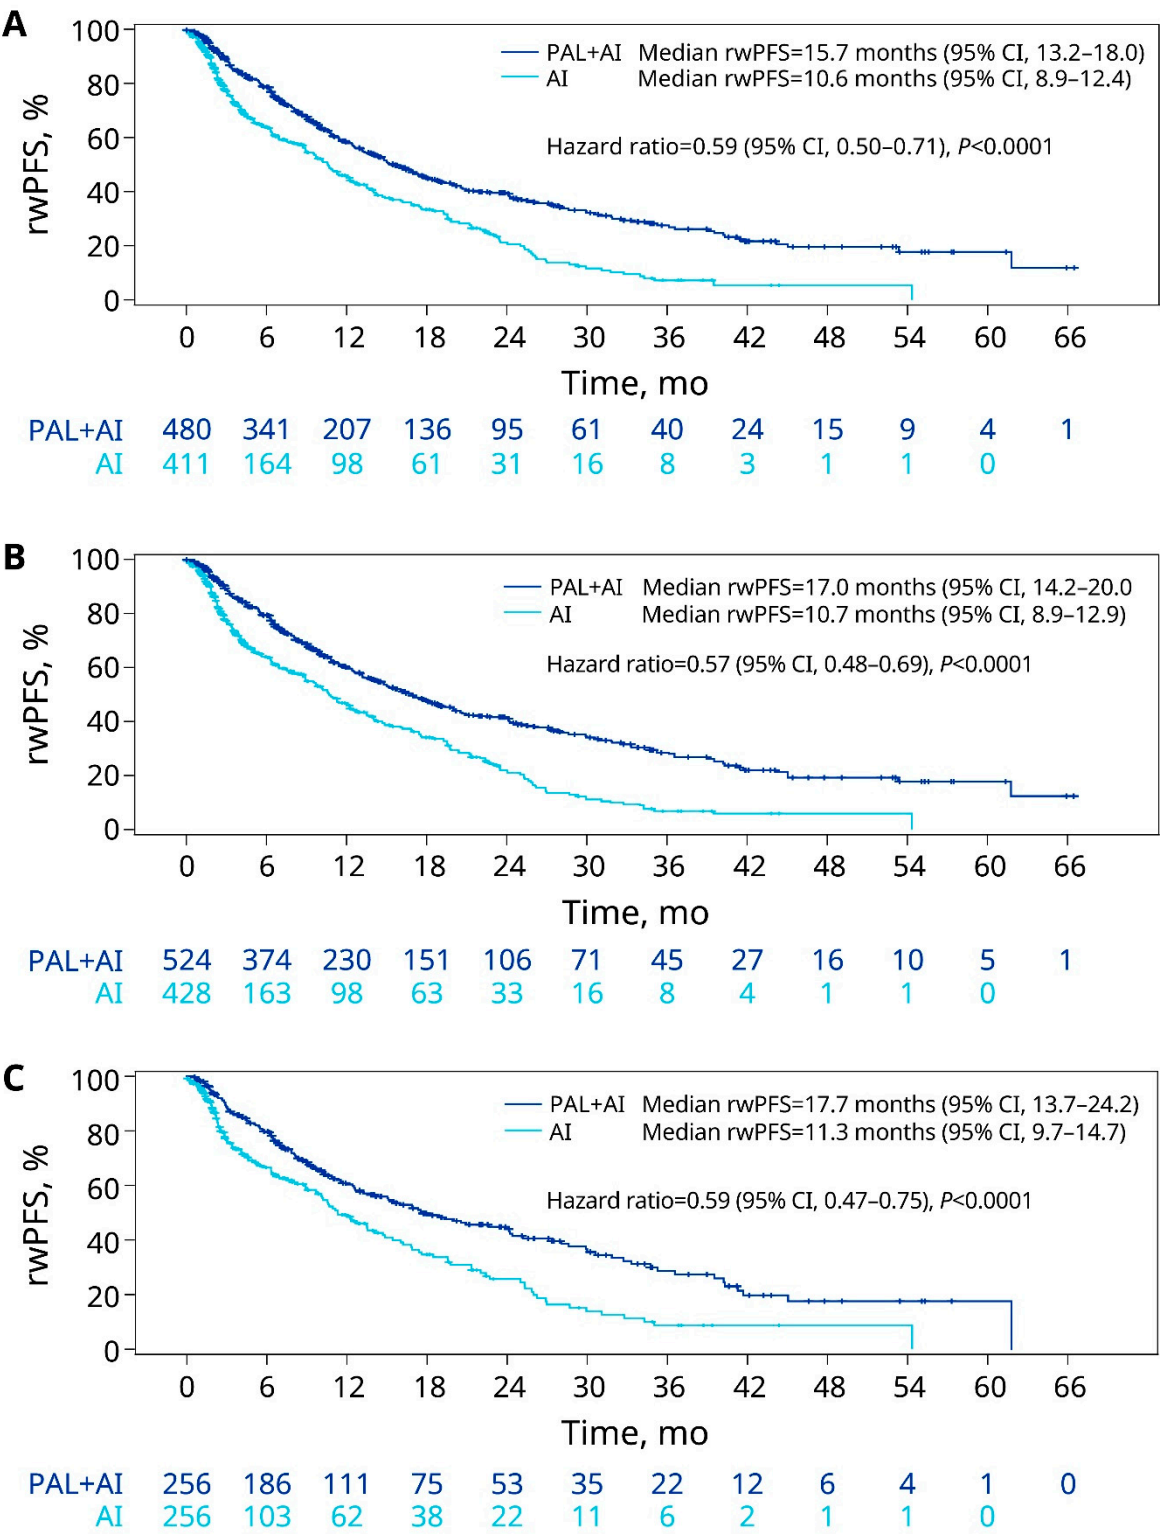 A
100
80
60
40
20
0
rwPFS, %
PAL+AI Median rwPFS=15.7 months (95% CI, 13.2–18.0)
AI Median rwPFS=10.6 months (95% CI, 8.9–12.4)
Hazard ratio=0.59 (95% CI, 0.50–0.71), P<0.0001
0 6 12 18 24 30 36 42 48 54 60 66
Time, mo
PAL+AI 480 341 207 136 95 61 40 24 15 9 4 1
AI 411 164 98 61 31 16 8 3 1 1 0
B
100
80
60
40
20
0
rwPFS, %
PAL+AI Median rwPFS=17.0 months (95% CI, 14.2–20.0
AI Median rwPFS=10.7 months (95% CI, 8.9–12.9)
Hazard ratio=0.57 (95% CI, 0.48–0.69), P<0.0001
0 6 12 18 24 30 36 42 48 54 60 66
Time, mo
PAL+AI 524 374 230 151 106 71 45 27 16 10 5 1
AI 428 163 98 63 33 16 8 4 1 1 0
C
100
80
60
40
20
0
rwPFS, %
PAL+AI Median rwPFS=17.7 months (95% CI, 13.7–24.2)
AI Median rwPFS=11.3 months (95% CI, 9.7–14.7)
Hazard ratio=0.59 (95% CI, 0.47–0.75), P<0.0001
0 6 12 18 24 30 36 42 48 54 60 66
Time, mo
PAL+AI 256 186 111 75 53 35 22 12 6 4 1 0
AI 256 103 62 38 22 11 6 2 1 1 0